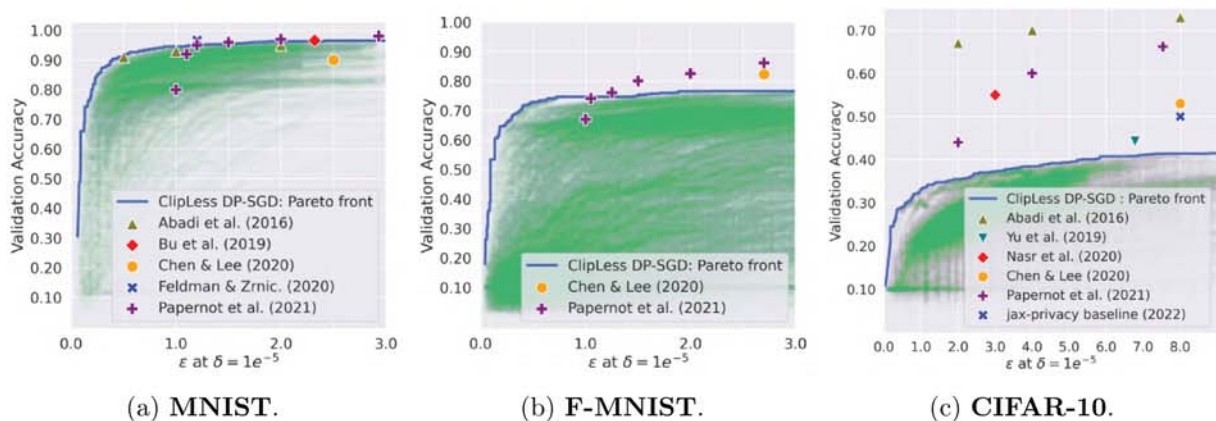 1.00
0.90
0.80
0.70
0.60
0.50
0.40
0.30
0.20
0.10
Validation Accuracy
ClipLess DP-SGD: Pareto front
Abadi et al. (2016)
Bu et al. (2019)
Chen & Lee (2020)
Feldman & Zrnic. (2020)
Papernot et al. (2021)
0.0 1.0 2.0 3.0
ε at δ = 1e⁻⁵
(a) MNIST.
1.00
0.90
0.80
0.70
0.60
0.50
0.40
0.30
0.20
0.10
Validation Accuracy
ClipLess DP-SGD: Pareto front
Chen & Lee (2020)
Papernot et al. (2021)
0.0 1.0 2.0 3.0
ε at δ = 1e⁻⁵
(b) F-MNIST.
0.70
0.60
0.50
0.40
0.30
0.20
0.10
Validation Accuracy
ClipLess DP-SGD : Pareto front
Abadi et al. (2016)
Yu et al. (2019)
Nasr et al. (2020)
Chen & Lee (2020)
Papernot et al. (2021)
jax-privacy baseline (2022)
0.0 1.0 2.0 3.0 4.0 5.0 6.0 7.0 8.0
ε at δ = 1e⁻⁵
(c) CIFAR-10.